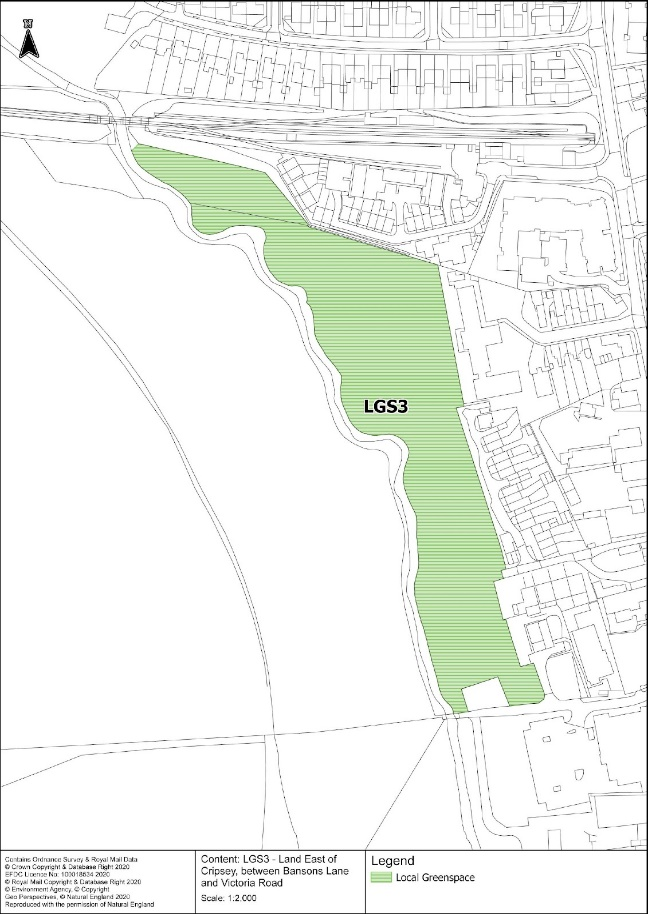 N
LGS3
Contains Ordnance Survey & Royal Mail Data
© Crown Copyright & Database Right 2020
EFDC Licence No: 100018534 2020
© Royal Mail Copyright & Database Right 2020
© Environment Agency, © Copyright
Geo Perspectives, © Natural England 2020
Reproduced with the permission of Natural England
Content: LGS3 - Land East of
Cripsey, between Bansons Lane
and Victoria Road
Scale: 1:2,000
Legend
Local Greenspace